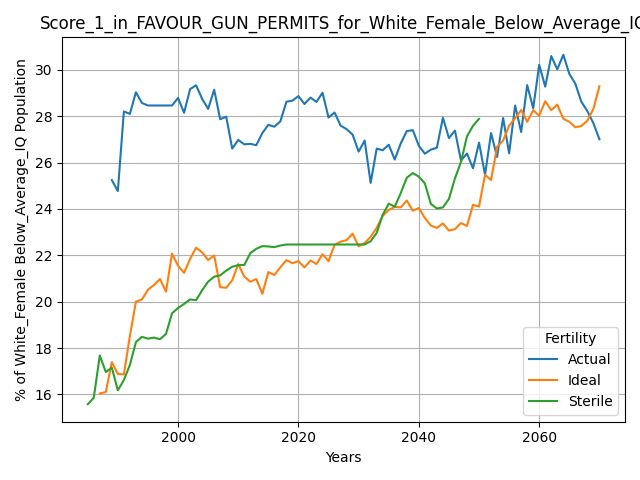 Score_1_in_FAVOUR_GUN_PERMITS_for_White_Female_Below_Average_IQ
% of White_Female Below_Average_IQ Population
30
28
26
24
22
20
18
16
2000 2020 2040 2060
Years
Fertility
Actual
Ideal
Sterile